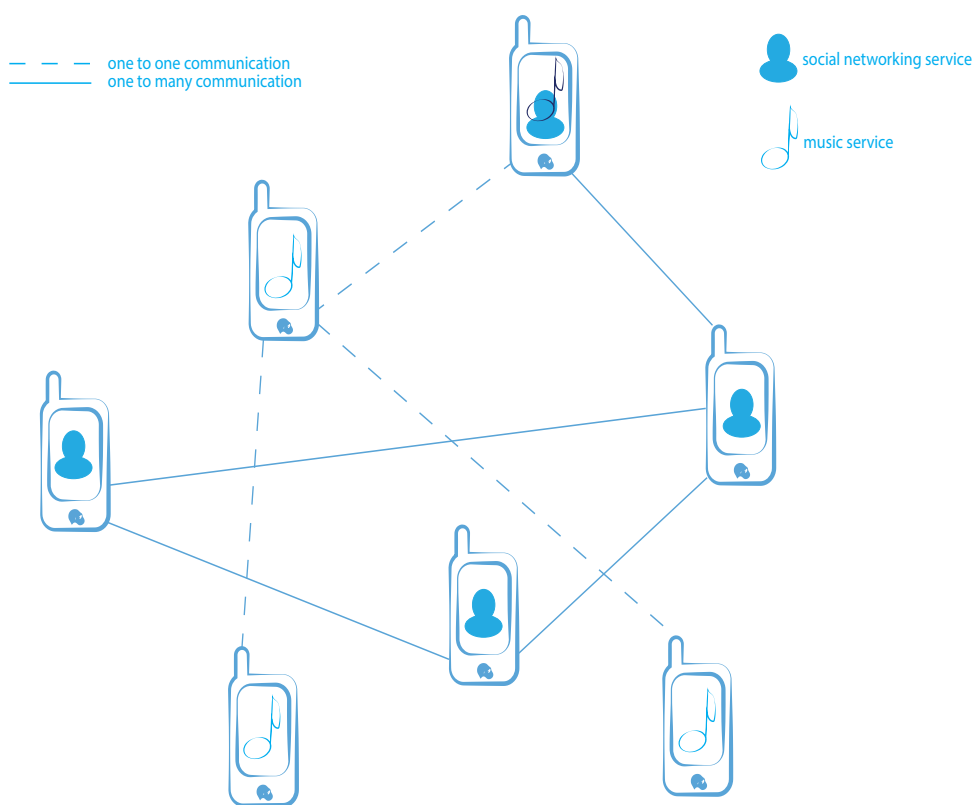 one to one communication
one to many communication
social networking service
music service